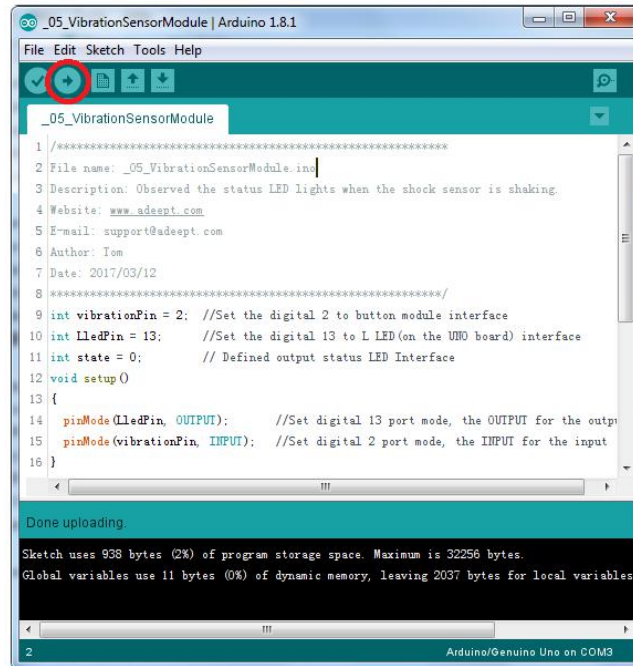 _05_VibrationSensorModule | Arduino 1.8.1
File Edit Sketch Tools Help
_05_VibrationSensorModule
1 /**********************************************************
2 File name: _05_VibrationSensorModule.ino
3 Description: Observed the status LED lights when the shock sensor is shaking.
4 Website: www.adeept.com
5 E-mail: support@adeept.com
6 Author: Tom
7 Date: 2017/03/12
8 **********************************************************/
9 int vibrationPin = 2; //Set the digital 2 to button module interface
10 int LledPin = 13; //Set the digital 13 to L LED(on the UNO board) interface
11 int state = 0; // Defined output status LED Interface
12 void setup()
13 {
14 pinMode(LledPin, OUTPUT); //Set digital 13 port mode, the OUTPUT for the outpu
15 pinMode(vibrationPin, INPUT); //Set digital 2 port mode, the INPUT for the input
16 }
Done uploading.
Sketch uses 938 bytes (2%) of program storage space. Maximum is 32256 bytes.
Global variables use 11 bytes (0%) of dynamic memory, leaving 2037 bytes for local variables
2 Arduino/Genuino Uno on COM3